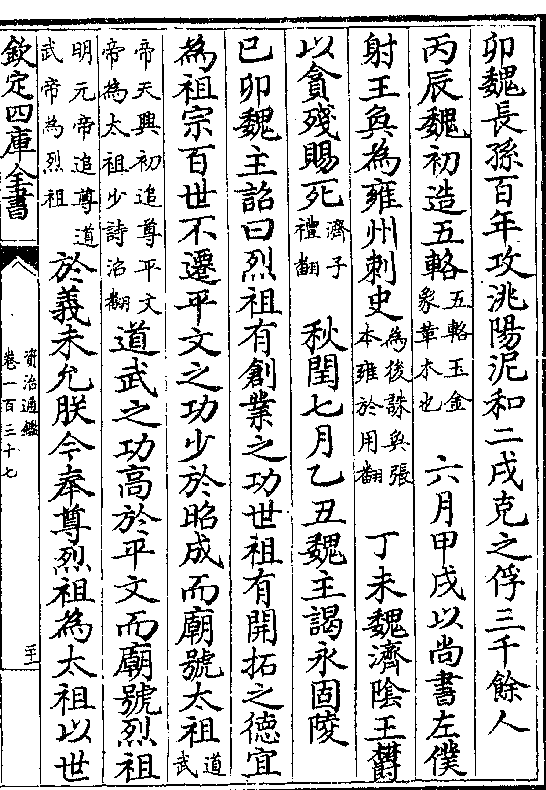 卯魏長孫百年攻洮陽泥和二戍克之俘三千餘人
丙辰魏初造五輅五輅玉金象革木也 六月甲戌以尚書左僕
射王奐為雍州刺史為後誅奐張本雍於用翻 丁未魏濟陰王鬱
以貪殘賜死濟子禮翻 秋閏七月乙丑魏主謁永固陵
己卯魏主詔曰烈祖有創業之功世祖有開拓之德宜
為祖宗百世不遷平文之功少於昭成而廟號太祖道武
帝天興初追尊平文帝為太祖少詩沼翻道武之功高於平文而廟號烈祖
明元帝追尊道武帝為烈祖於義未允朕今奉尊烈祖為太祖以世
欽定四庫全書
資治通鑑
卷一百三十七